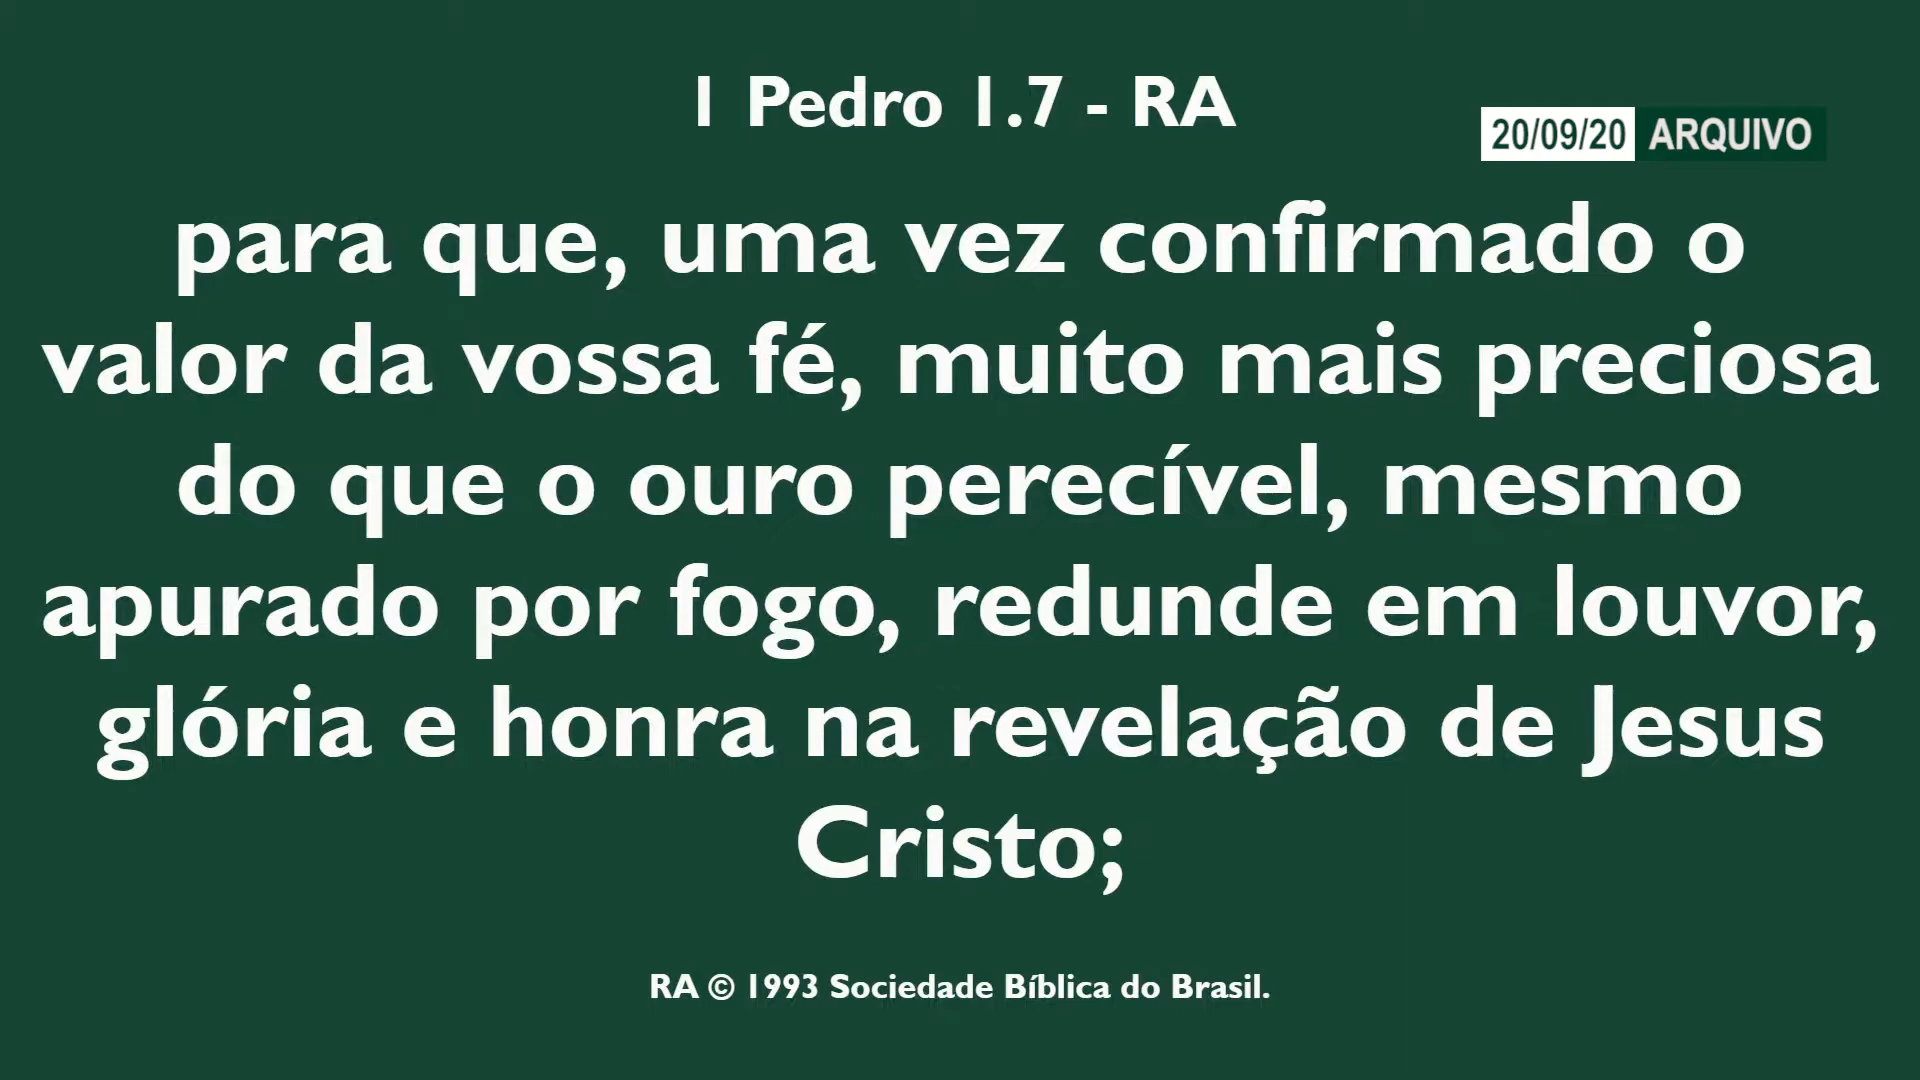 1 Pedro 1.7 - RA
20/09/20 ARQUIVO
para que, uma vez confirmado o
valor da vossa fé, muito mais preciosa
do que o ouro perecível, mesmo
apurado por fogo, redunde em louvor,
glória e honra na revelação de Jesus
Cristo;
RA © 1993 Sociedade Bíblica do Brasil.